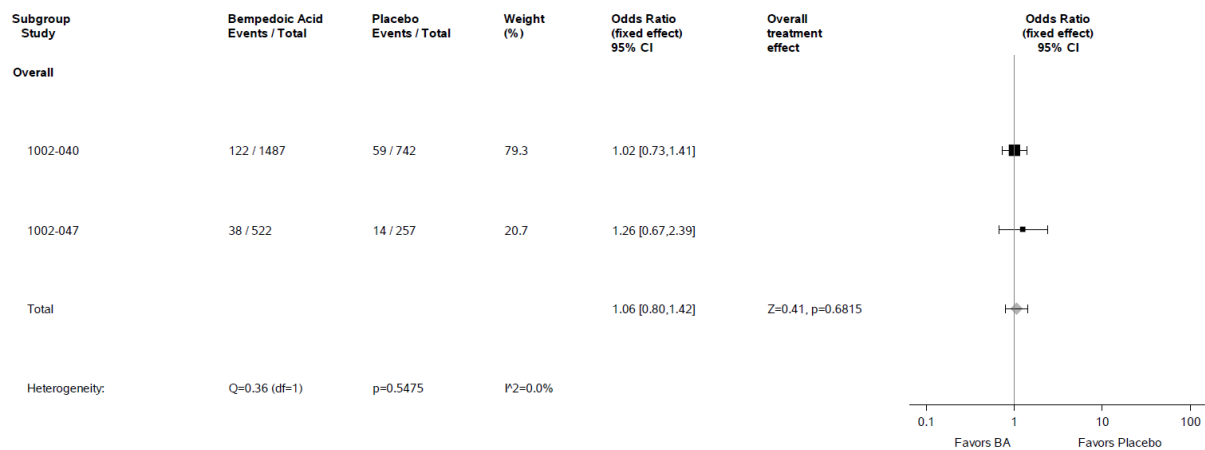 Subgroup Bempedoic Acid Placebo Weight Odds Ratio Overall Odds Ratio
Study Events / Total Events / Total (%) (fixed effect) treatment (fixed effect)
95% CI effect 95% CI
Overall
1002-040 122 / 1487 59 / 742 79.3 1.02 [0.73,1.41]
1002-047 38 / 522 14 / 257 20.7 1.26 [0.67,2.39]
Total 1.06 [0.80,1.42] Z=0.41, p=0.6815
Heterogeneity: Q=0.36 (df=1) p=0.5475 I^2=0.0%
0.1 1 10 100
Favors BA Favors Placebo